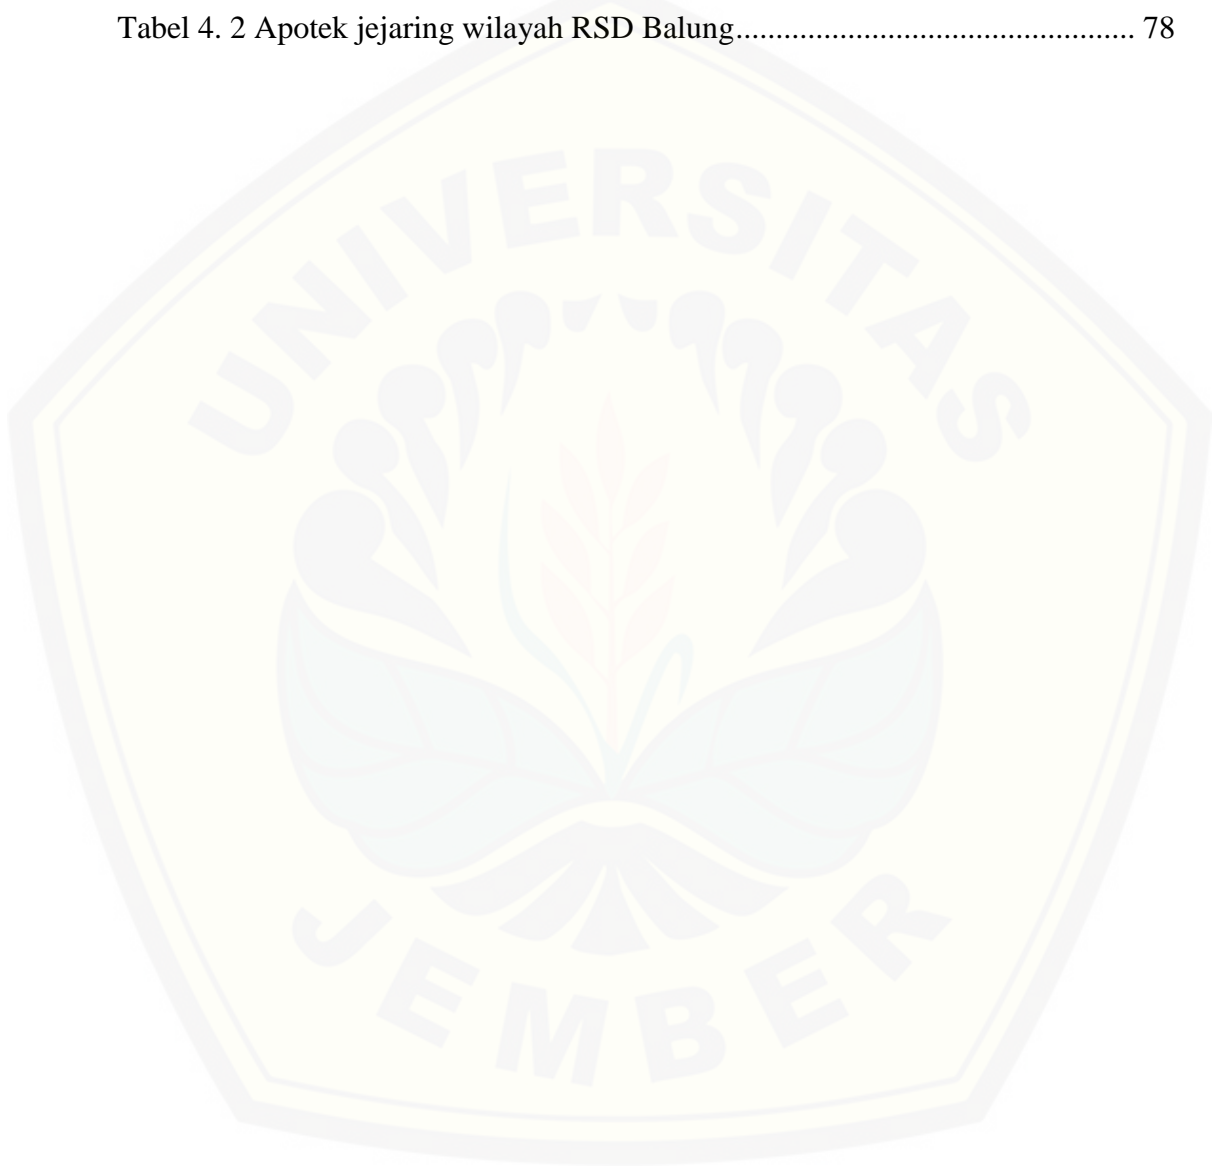 Tabel 4. 2 Apotek jejaring wilayah RSD Balung.................................................. 78
UNIVERSITAS
JEMBER